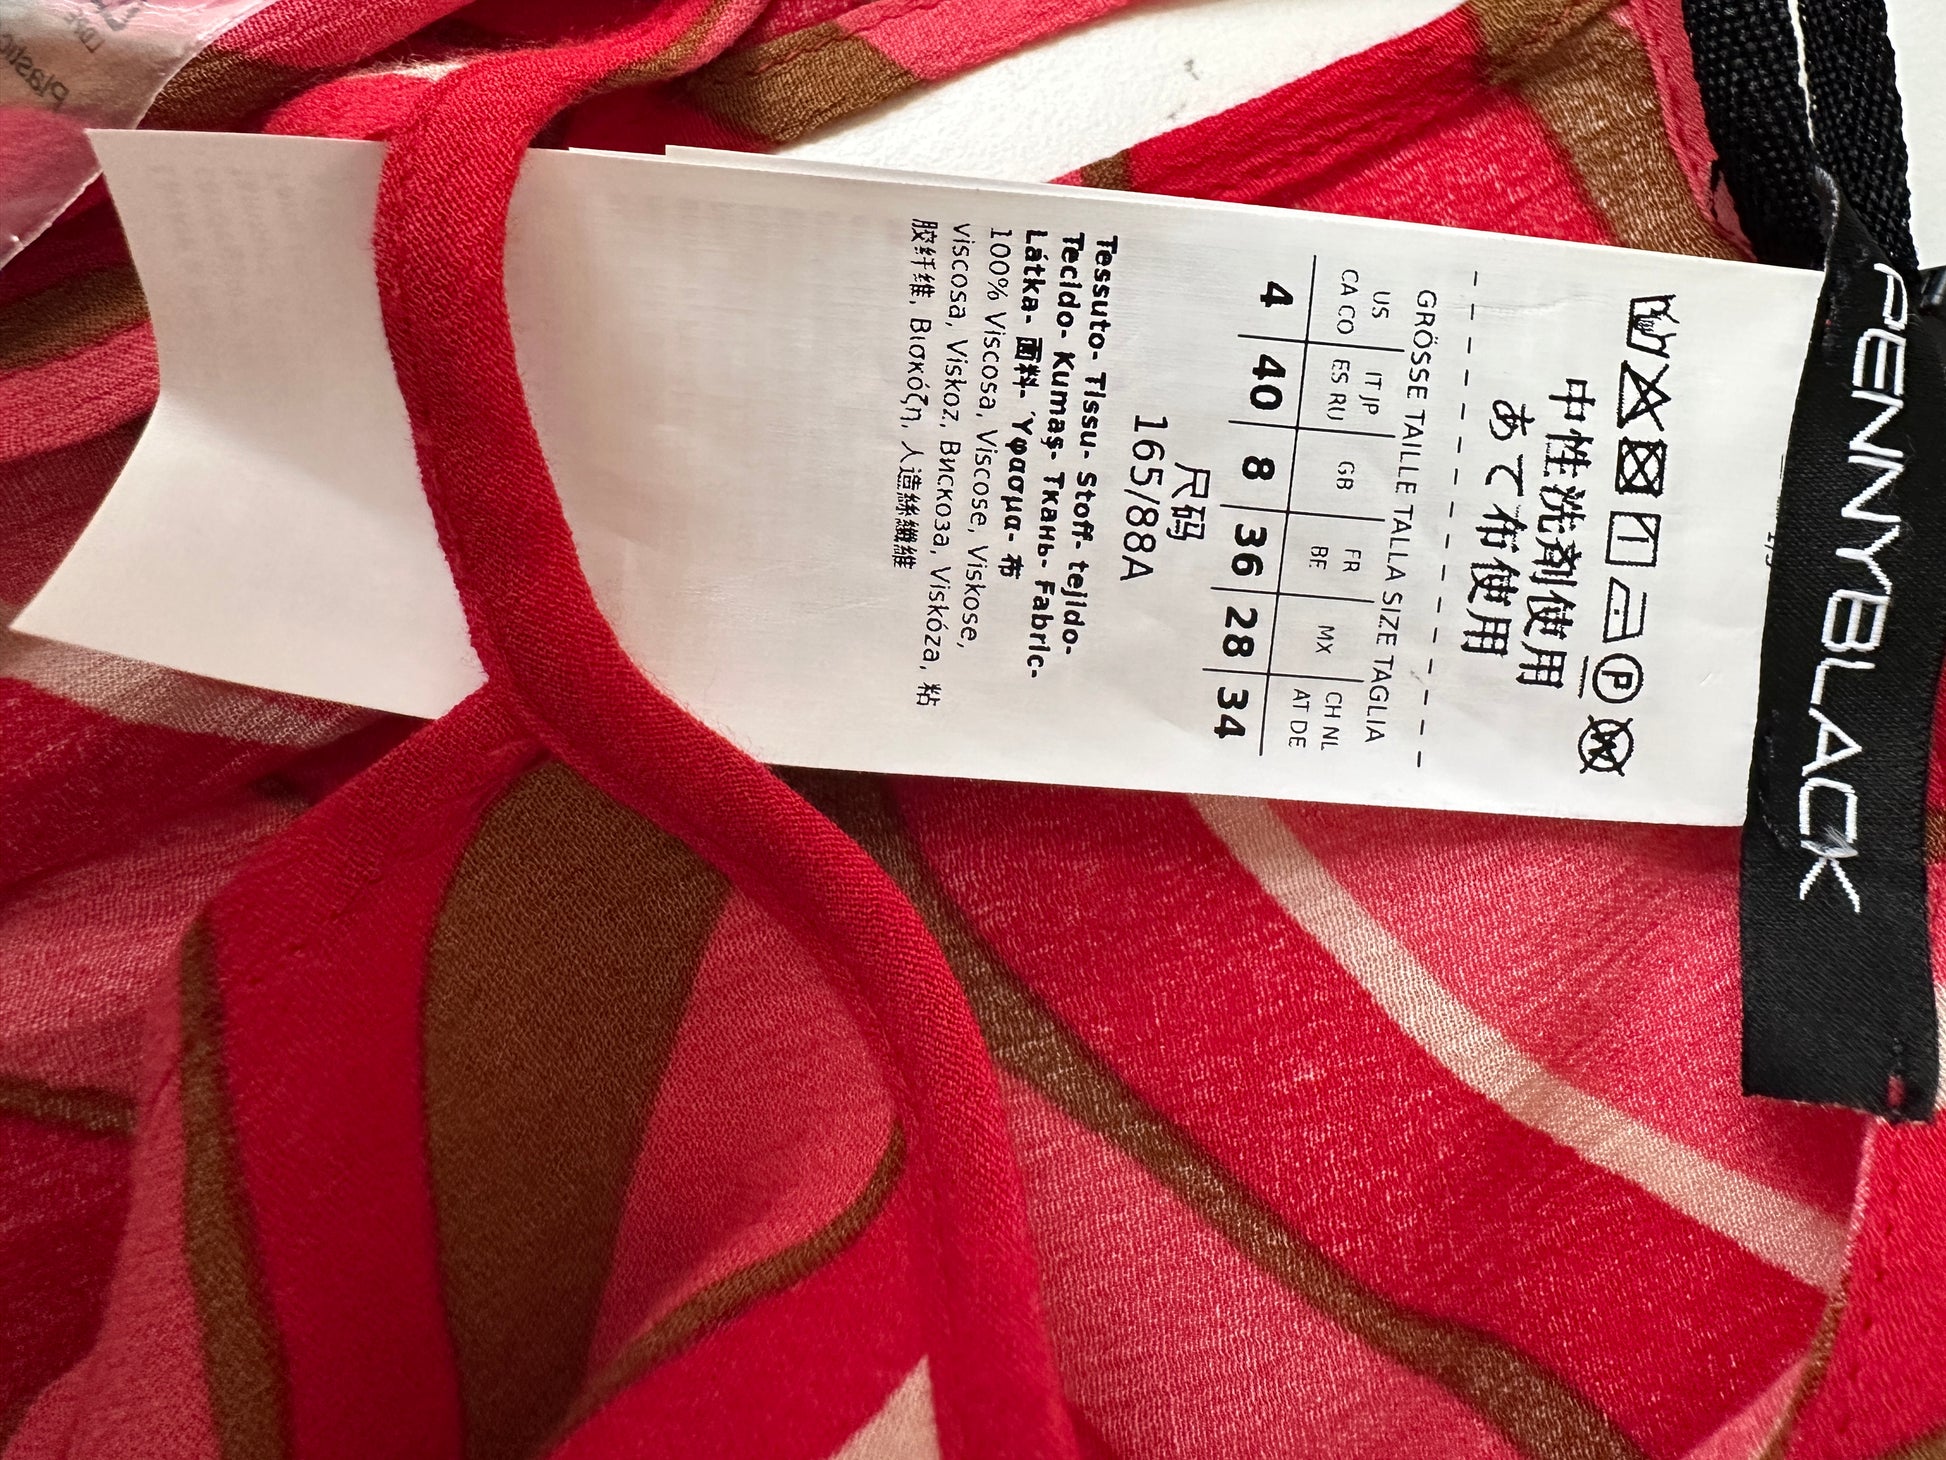 PENNYBLACK
中性洗剤使用
あて布使用
GRÖSSE TAILLE TALLA SIZE TAGLIA
US IT JP GR FR MX CH NL
CA CO ES RU BE AT DE
4 40 8 36 28 34
尺码
165/88A
Tessuto- Tissu- Stoff- tejido-
Tecido- Kumaş- Ткань- Fabric-
Látka- 面料- Ύφασμα- 布
100% Viscosa, Viscose, Viskose,
viscosa, Viskoz, Вискоза, Viskóza, 粘
胶纤维, Βισκόζη, 人造絲纖維
plastic